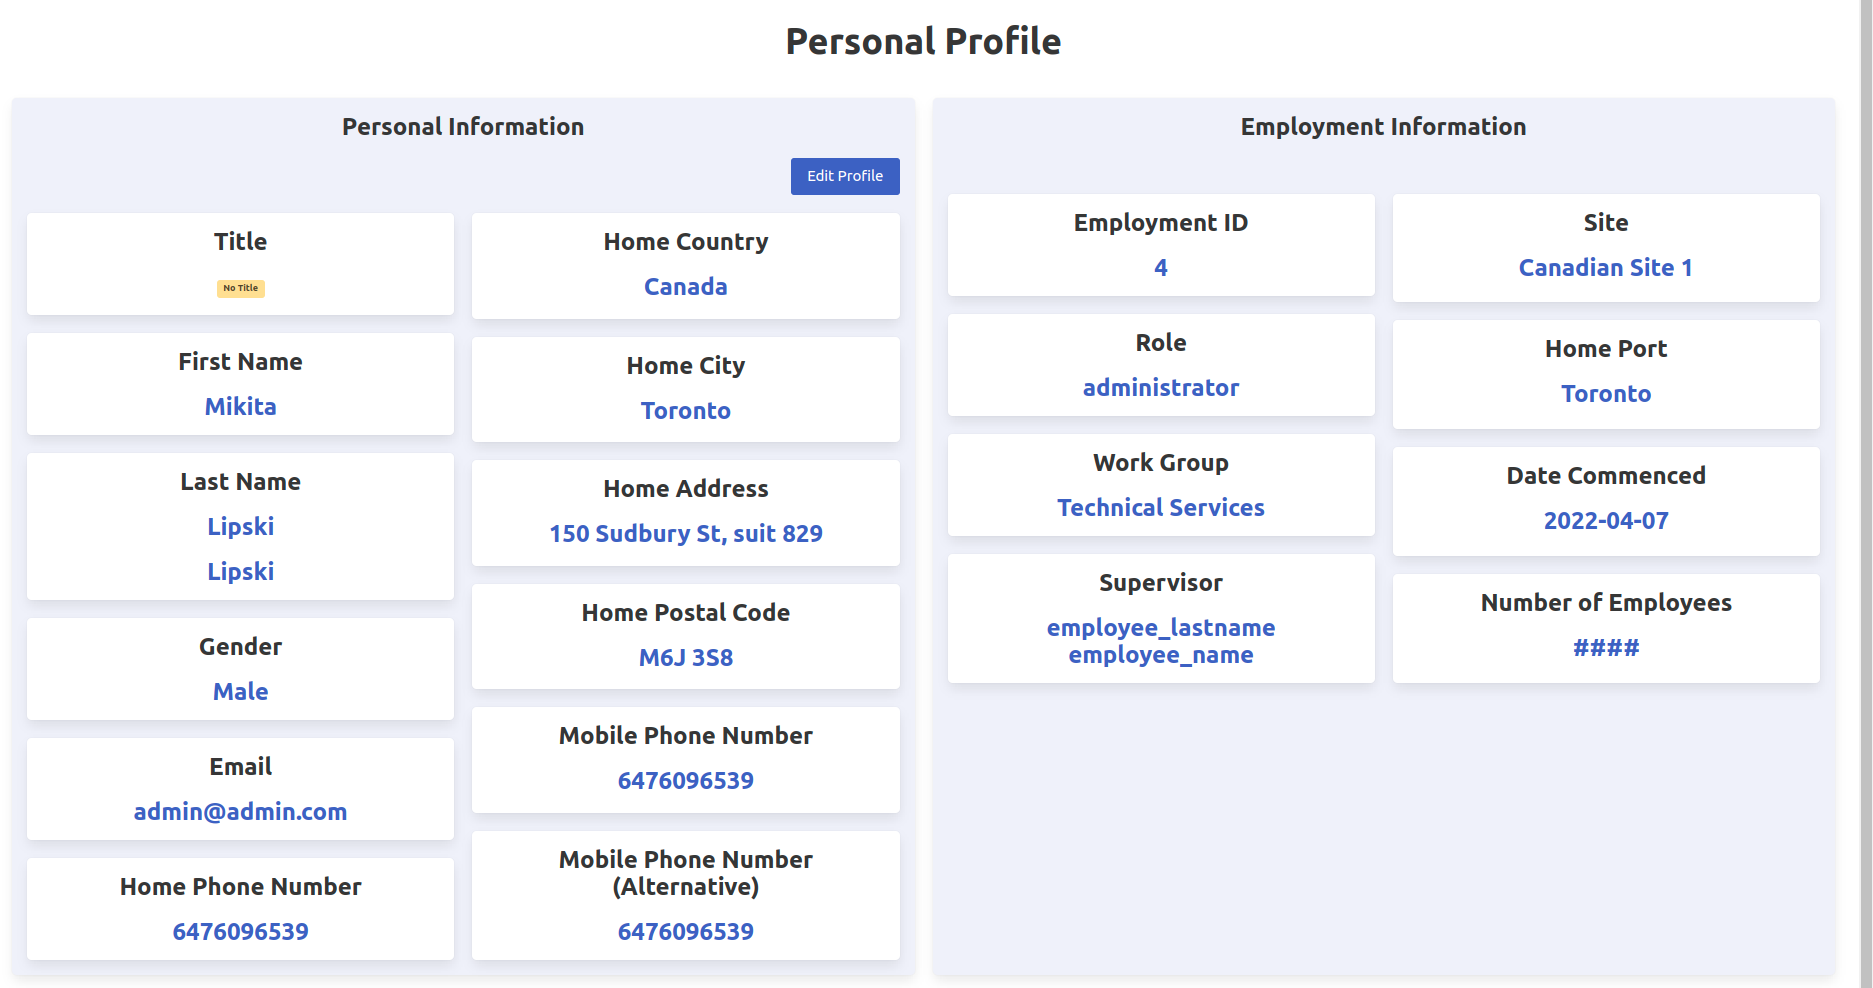 Personal Profile
Personal Information
Edit Profile
Title
No Title
First Name
Mikita
Last Name
Lipski
Lipski
Gender
Male
Email
admin@admin.com
Home Phone Number
6476096539
Home Country
Canada
Home City
Toronto
Home Address
150 Sudbury St, suit 829
Home Postal Code
M6J 3S8
Mobile Phone Number
6476096539
Mobile Phone Number
(Alternative)
6476096539
Employment Information
Employment ID
4
Role
administrator
Work Group
Technical Services
Supervisor
employee_lastname
employee_name
Site
Canadian Site 1
Home Port
Toronto
Date Commenced
2022-04-07
Number of Employees
####